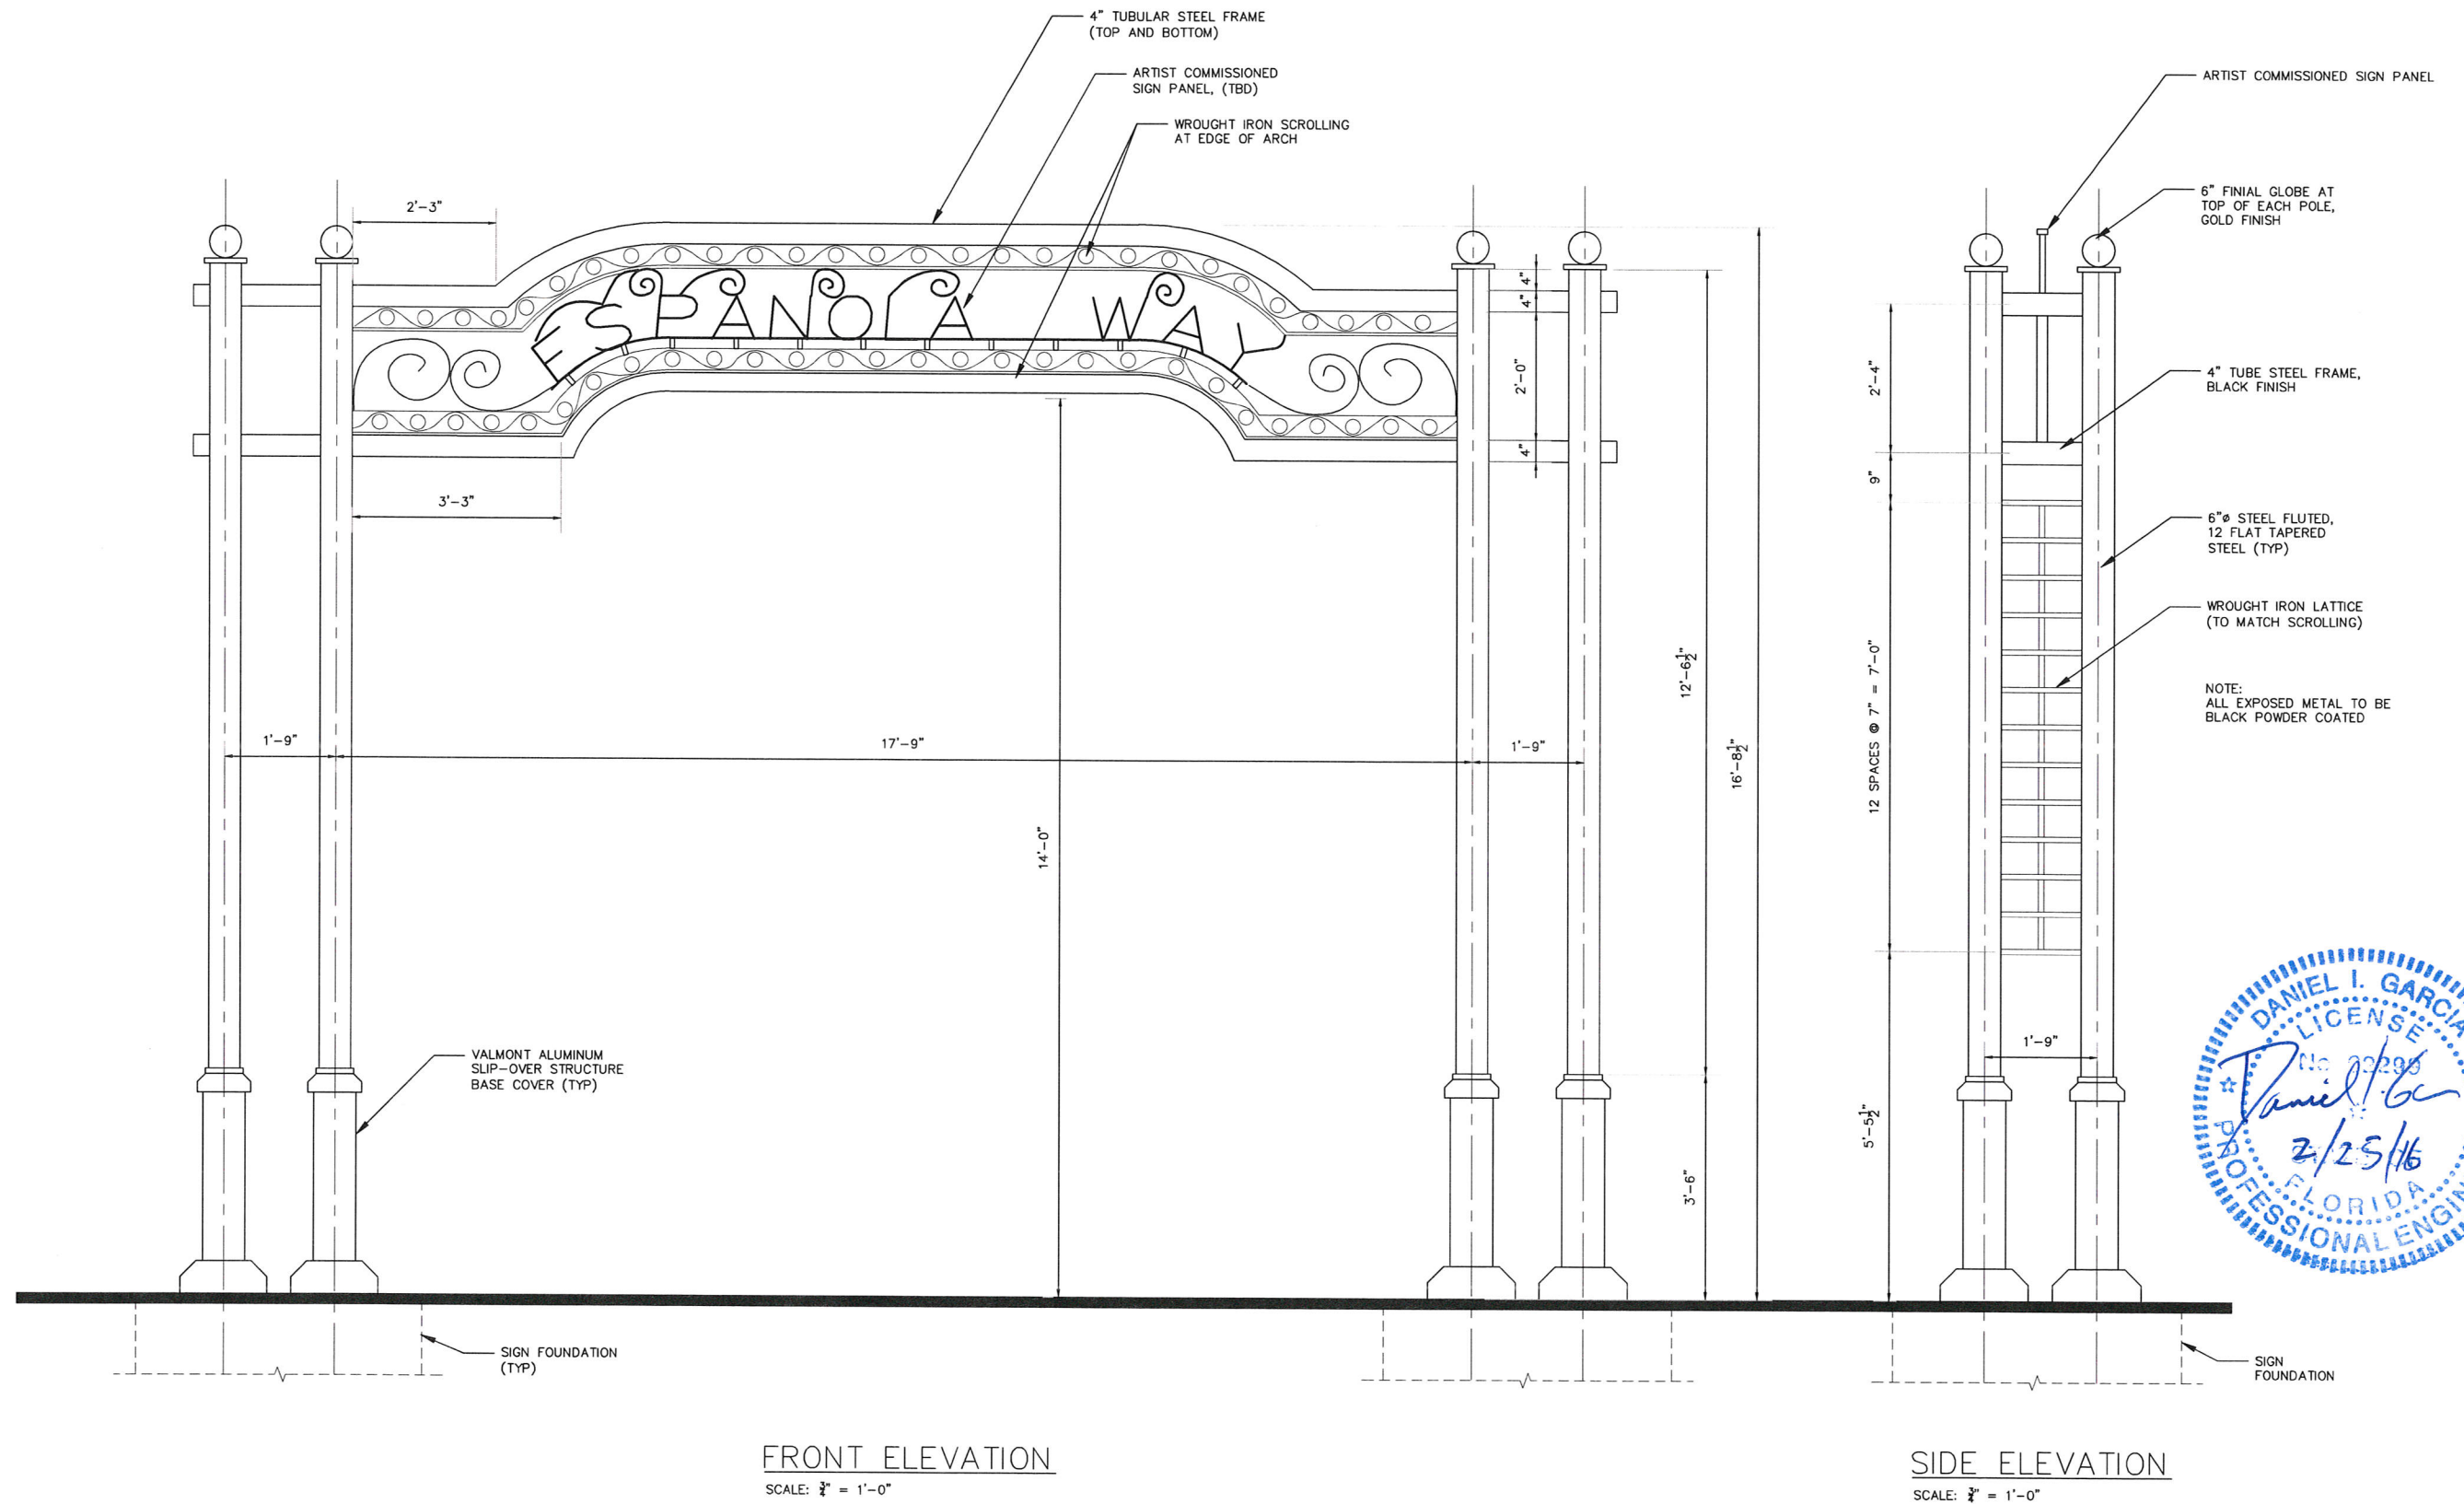 4" TUBULAR STEEL FRAME
(TOP AND BOTTOM)
ARTIST COMMISSIONED
SIGN PANEL, (TBD)
WROUGHT IRON SCROLLING
AT EDGE OF ARCH
2'-3"
ESPANOLA WAY
4"
4"
2'-0"
4"
3'-3"
12'-6½"
16'-8½"
1'-9"
17'-9"
1'-9"
14'-0"
3'-6"
VALMONT ALUMINUM
SLIP-OVER STRUCTURE
BASE COVER (TYP)
SIGN FOUNDATION
(TYP)
FRONT ELEVATION
SCALE: ¾" = 1'-0"
ARTIST COMMISSIONED SIGN PANEL
6" FINIAL GLOBE AT
TOP OF EACH POLE,
GOLD FINISH
2'-4"
4" TUBE STEEL FRAME,
BLACK FINISH
9"
6"ø STEEL FLUTED,
12 FLAT TAPERED
STEEL (TYP)
WROUGHT IRON LATTICE
(TO MATCH SCROLLING)
NOTE:
ALL EXPOSED METAL TO BE
BLACK POWDER COATED
12 SPACES @ 7" = 7'-0"
1'-9"
5'-5½"
DANIEL I. GARCIA
LICENSE
No
2/25/16
FLORIDA
PROFESSIONAL ENGIN
SIGN
FOUNDATION
SIDE ELEVATION
SCALE: ¾" = 1'-0"